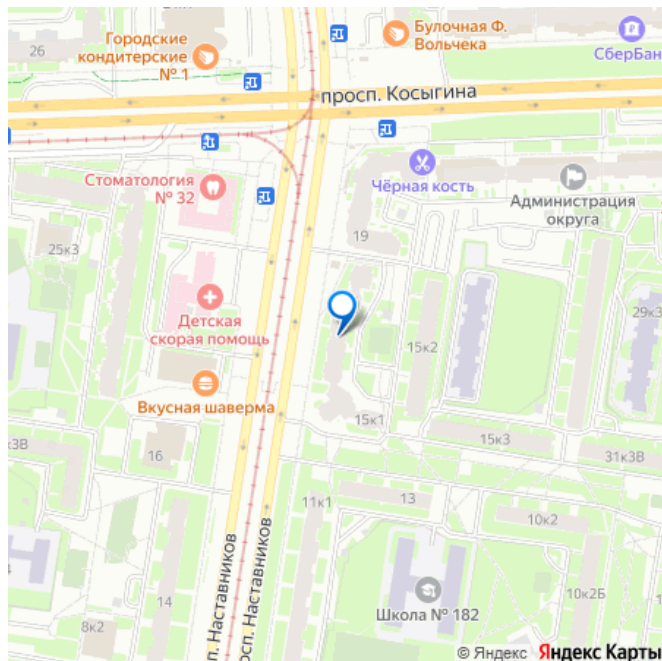 26
Городские
кондитерские
№ 1
Булочная Ф.
Вольчека
СберБан
просп. Косыгина
Стоматология
№ 32
Чёрная кость
Администрация
округа
19
25к3
Детская
скорая помощь
15к2
29к3
Вкусная шаверма
15к1
15к3
к3В
16
31к3В
11к1
13
10к2
п. Наставников
просп. Наставников
14
8к2
Школа № 182
10к2Б
© Яндекс Яндекс Карты